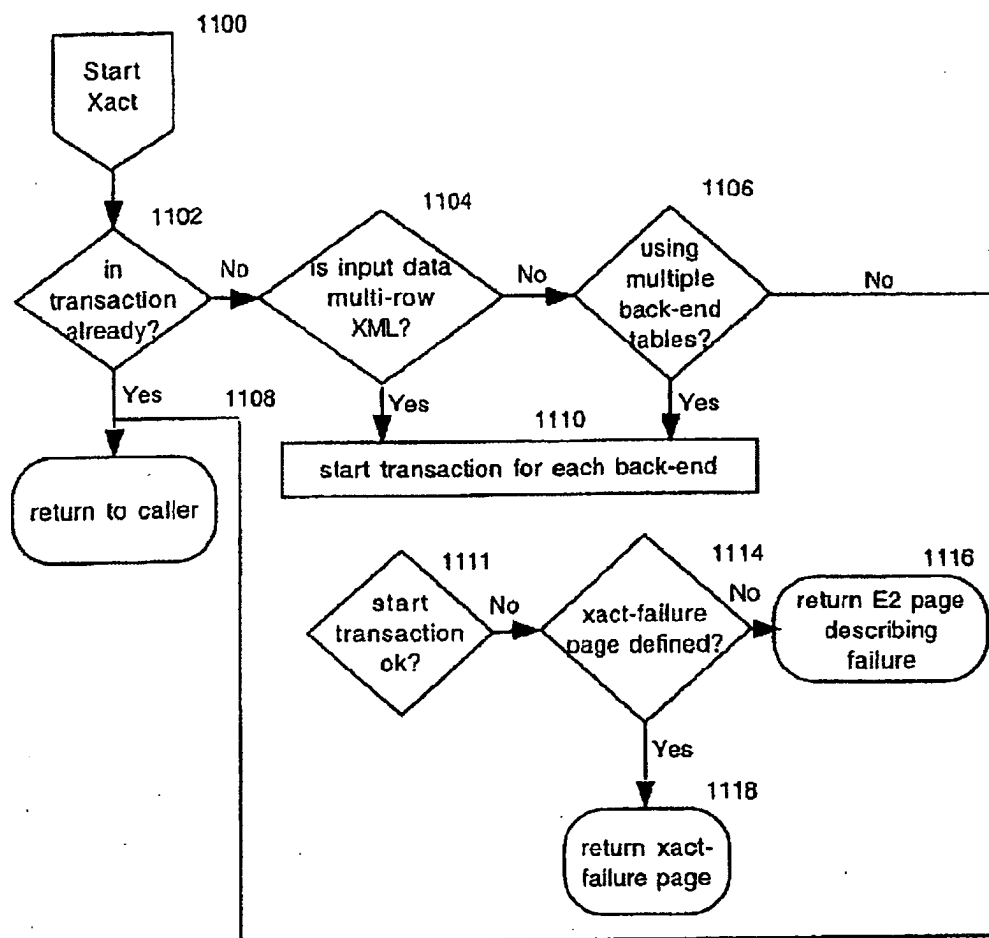 1100
Start
Xact
1102
in
transaction
already?
No
1104
is input data
multi-row
XML?
No
1106
using
multiple
back-end
tables?
No
Yes
1108
return to caller
Yes
Yes
1110
start transaction for each back-end
1111
start
transaction
ok?
No
1114
xact-failure
page defined?
No
1116
return E2 page
describing
failure
Yes
1118
return xact-
failure page